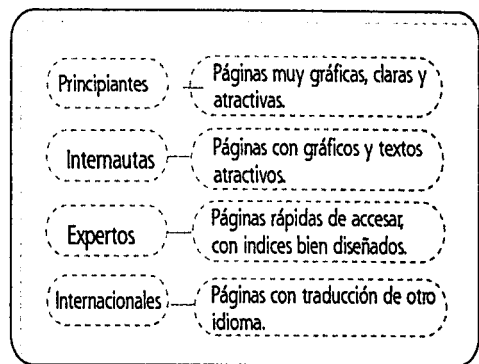 Principiantes
Páginas muy gráficas, claras y
atractivas.
Internautas
Páginas con gráficos y textos
atractivos.
Expertos
Páginas rápidas de accesar,
con indices bien diseñados.
Internacionales
Páginas con traducción de otro
idioma.